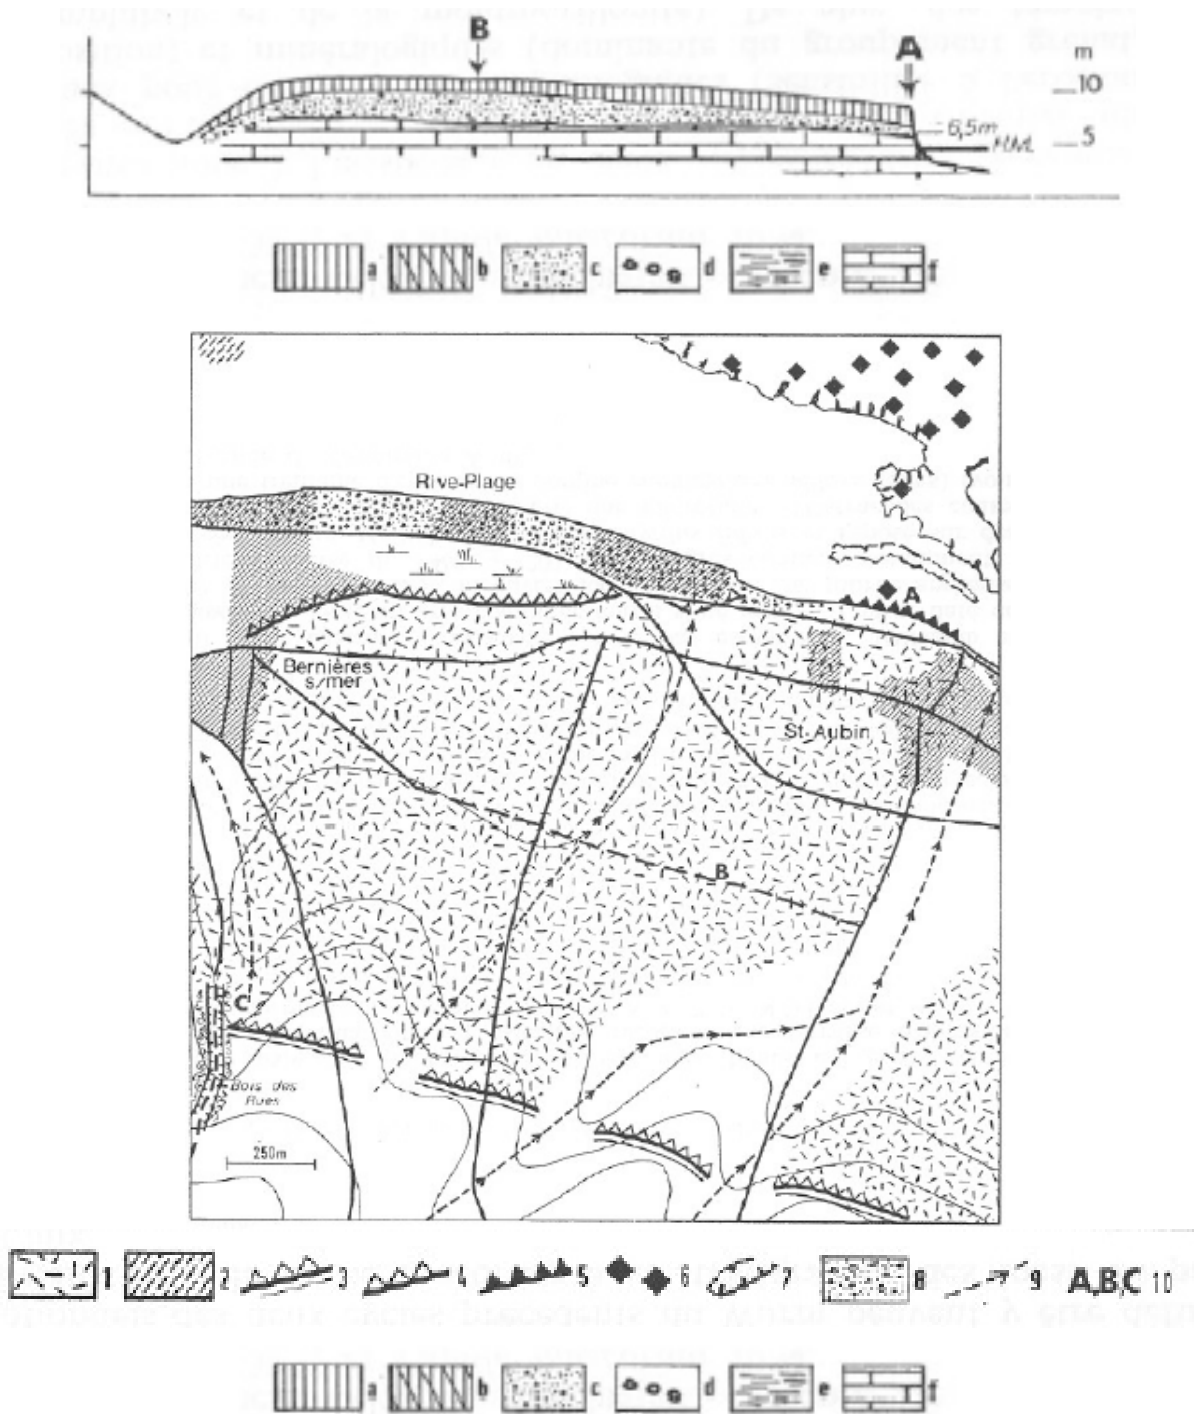 B
A
m
10
6,5m
5
H.M.
a b c d e f
Rive-Plage
A
Bernières
s/mer
St-Aubin
B
C
Bois des
Rues
250m
1 2 3 4 5 6 7 8 9 A,B,C 10
a b c d e f